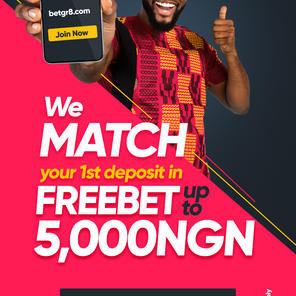 betgr8.com
Join Now
We
MATCH
your 1st deposit in
FREEBET up to
5,000NGN